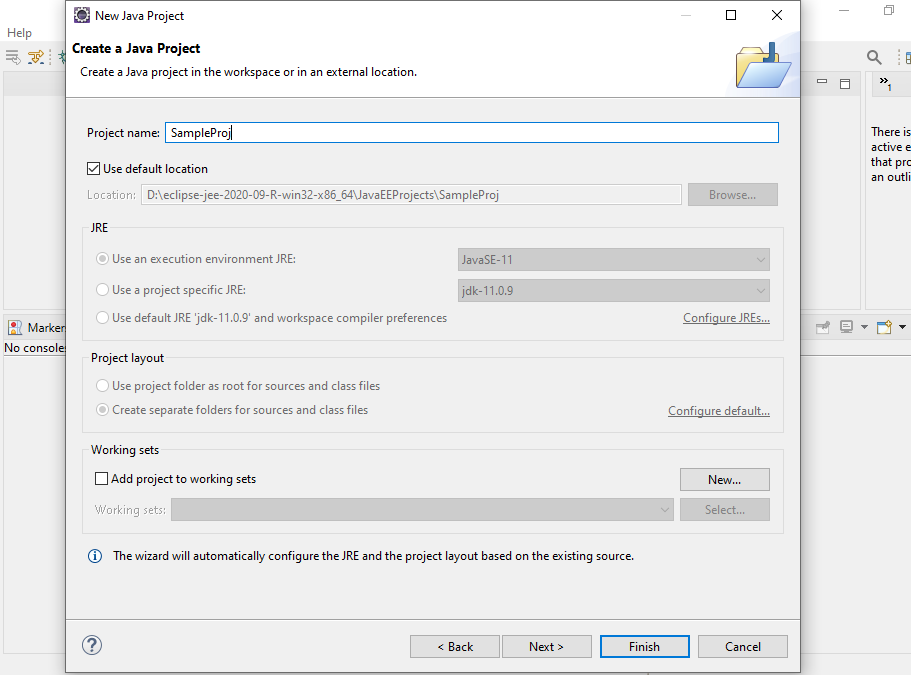 New Java Project
Help
Create a Java Project
Create a Java project in the workspace or in an external location.
»1
Project name: SampleProj
There is
active e
that pro
an outli
Use default location
Location: D:\eclipse-jee-2020-09-R-win32-x86_64\JavaEEProjects\SampleProj Browse...
JRE
Use an execution environment JRE: JavaSE-11
Use a project specific JRE: jdk-11.0.9
Use default JRE 'jdk-11.0.9' and workspace compiler preferences Configure JREs...
Marker
No console
Project layout
Use project folder as root for sources and class files
Create separate folders for sources and class files Configure default...
Working sets
Add project to working sets New...
Working sets: Select...
The wizard will automatically configure the JRE and the project layout based on the existing source.
< Back Next > Finish Cancel